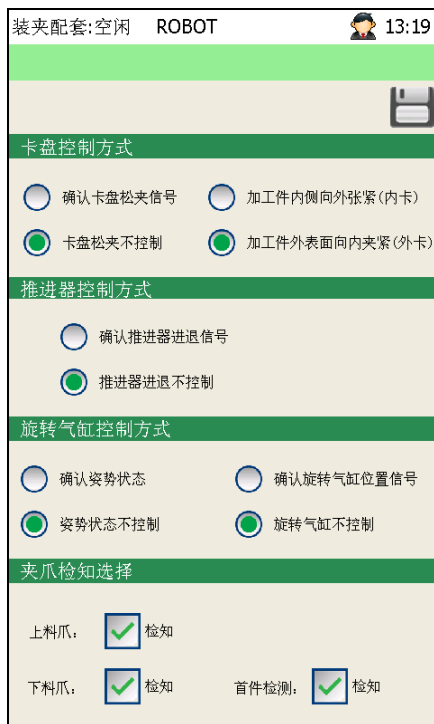 装夹配套:空闲 ROBOT 13:19
卡盘控制方式
确认卡盘松夹信号 加工件内侧向外张紧(内卡)
卡盘松夹不控制 加工件外表面向内夹紧(外卡)
推进器控制方式
确认推进器进退信号
推进器进退不控制
旋转气缸控制方式
确认姿势状态 确认旋转气缸位置信号
姿势状态不控制 旋转气缸不控制
夹爪检知选择
上料爪: 检知
下料爪: 检知 首件检测: 检知